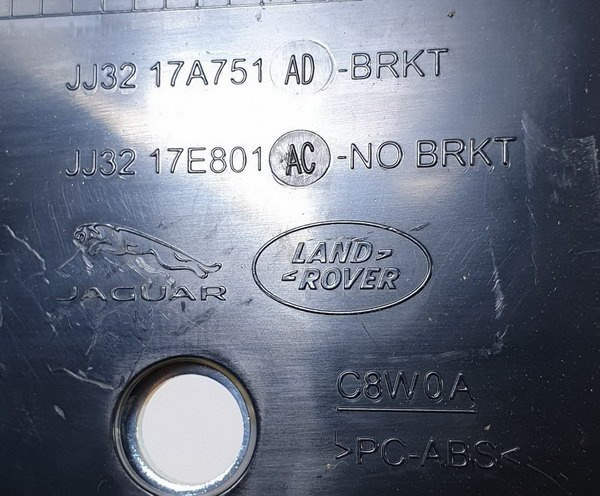 JJ32 17A751 AD -BRKT
JJ32 17E801 AC -NO BRKT
JAGUAR
LAND>
<ROVER
C8W0A
>PC-ABS<